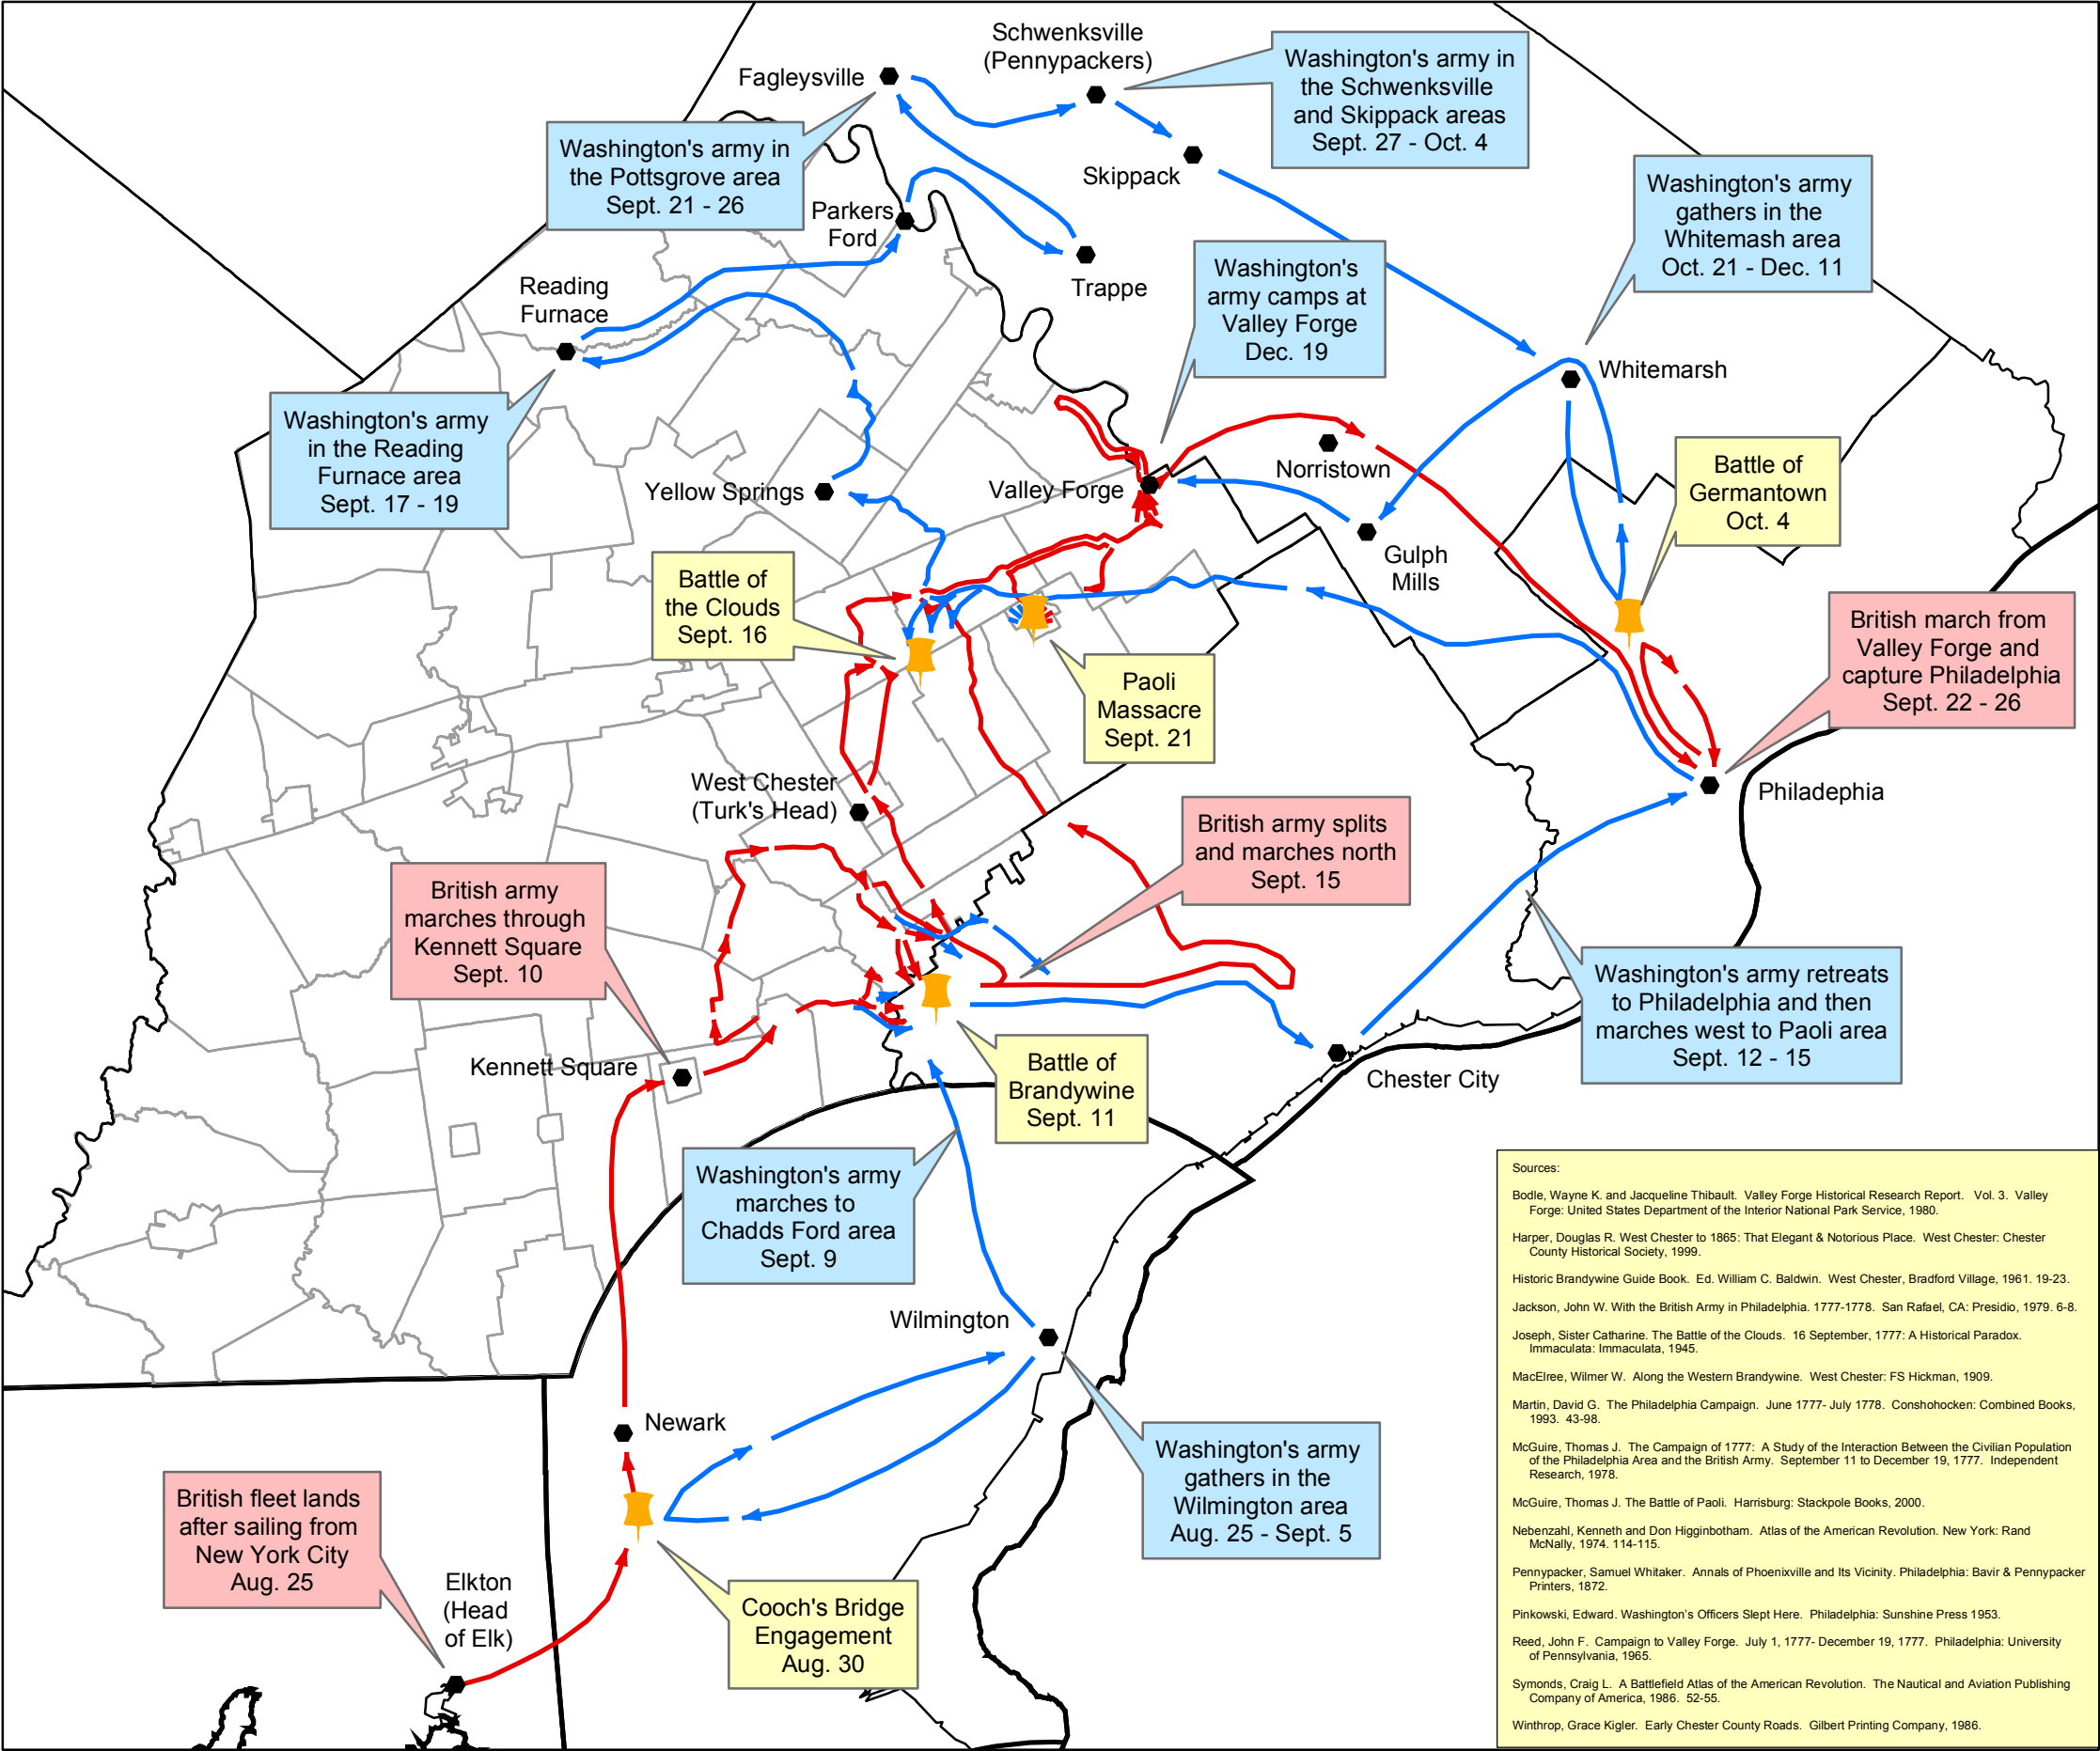 Schwenksville
(Pennypackers)
Fagleysville
Washington's army in
the Schwenksville
and Skippack areas
Sept. 27 - Oct. 4
Washington's army in
the Pottsgrove area
Sept. 21 - 26
Skippack
Washington's army
gathers in the
Whitemash area
Oct. 21 - Dec. 11
Parkers
Ford
Trappe
Washington's
army camps at
Valley Forge
Dec. 19
Reading
Furnace
Whitemarsh
Washington's army
in the Reading
Furnace area
Sept. 17 - 19
Norristown
Battle of
Germantown
Oct. 4
Yellow Springs
Valley Forge
Gulph
Mills
Battle of
the Clouds
Sept. 16
British march from
Valley Forge and
capture Philadelphia
Sept. 22 - 26
Paoli
Massacre
Sept. 21
West Chester
(Turk's Head)
Philadephia
British army splits
and marches north
Sept. 15
British army
marches through
Kennett Square
Sept. 10
Washington's army retreats
to Philadelphia and then
marches west to Paoli area
Sept. 12 - 15
Kennett Square
Battle of
Brandywine
Sept. 11
Chester City
Washington's army
marches to
Chadds Ford area
Sept. 9
Wilmington
Newark
Washington's army
gathers in the
Wilmington area
Aug. 25 - Sept. 5
British fleet lands
after sailing from
New York City
Aug. 25
Elkton
(Head
of Elk)
Cooch's Bridge
Engagement
Aug. 30
Sources:
Bodle, Wayne K. and Jacqueline Thibault. Valley Forge Historical Research Report. Vol. 3. Valley
Forge: United States Department of the Interior National Park Service, 1980.
Harper, Douglas R. West Chester to 1865: That Elegant & Notorious Place. West Chester: Chester
County Historical Society, 1999.
Historic Brandywine Guide Book. Ed. William C. Baldwin. West Chester, Bradford Village, 1961. 19-23.
Jackson, John W. With the British Army in Philadelphia. 1777-1778. San Rafael, CA: Presidio, 1979. 6-8.
Joseph, Sister Catharine. The Battle of the Clouds. 16 September, 1777: A Historical Paradox.
Immaculata: Immaculata, 1945.
MacElree, Wilmer W. Along the Western Brandywine. West Chester: FS Hickman, 1909.
Martin, David G. The Philadelphia Campaign. June 1777- July 1778. Conshohocken: Combined Books,
1993. 43-98.
McGuire, Thomas J. The Campaign of 1777: A Study of the Interaction Between the Civilian Population
of the Philadelphia Area and the British Army. September 11 to December 19, 1777. Independent
Research, 1978.
McGuire, Thomas J. The Battle of Paoli. Harrisburg: Stackpole Books, 2000.
Nebenzahl, Kenneth and Don Higginbotham. Atlas of the American Revolution. New York: Rand
McNally, 1974. 114-115.
Pennypacker, Samuel Whitaker. Annals of Phoenixville and Its Vicinity. Philadelphia: Bavir & Pennypacker
Printers, 1872.
Pinkowski, Edward. Washington's Officers Slept Here. Philadelphia: Sunshine Press 1953.
Reed, John F. Campaign to Valley Forge. July 1, 1777- December 19, 1777. Philadelphia: University
of Pennsylvania, 1965.
Symonds, Craig L. A Battlefield Atlas of the American Revolution. The Nautical and Aviation Publishing
Company of America, 1986. 52-55.
Winthrop, Grace Kigler. Early Chester County Roads. Gilbert Printing Company, 1986.